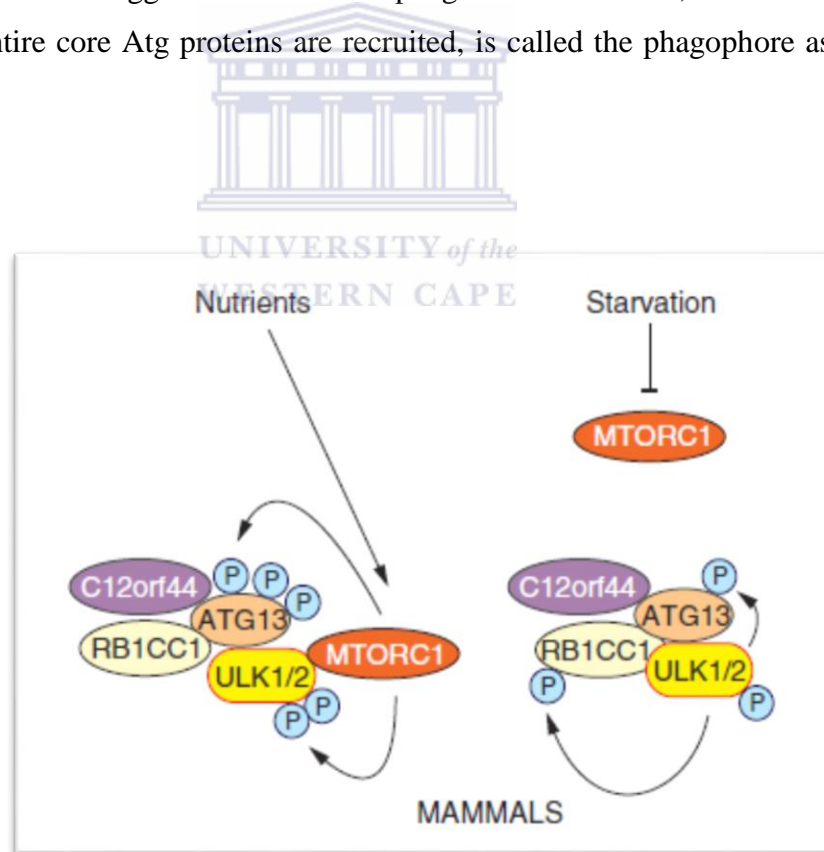 entire core Atg proteins are recruited, is called the phagophore
UNIVERSITY of the
WESTERN CAPE
Nutrients
Starvation
MTORC1
C12orf44
P
P
P
ATG13
RB1CC1
MTORC1
ULK1/2
P
P
C12orf44
P
ATG13
RB1CC1
ULK1/2
P
P
MAMMALS